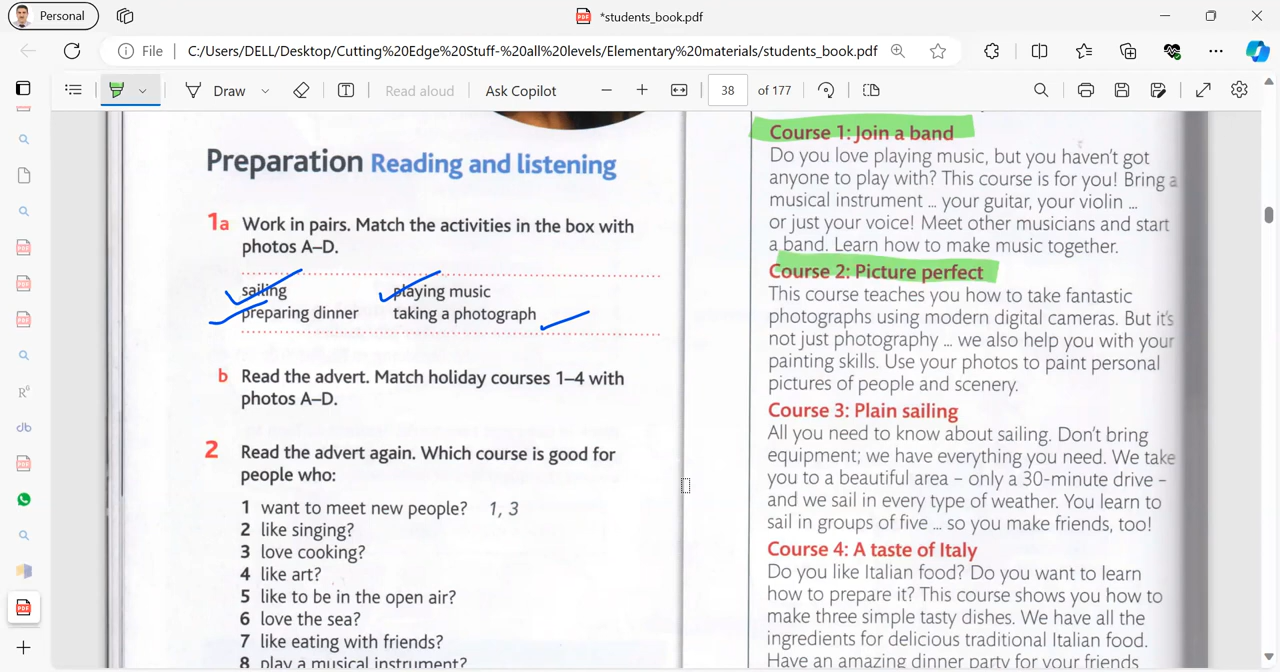 Personal
*students_book.pdf
File
C:/Users/DELL/Desktop/Cutting%20Edge%20Stuff-%20all%20levels/Elementary%20materials/students_book.pdf
Draw
Read aloud
Ask Copilot
38
of 177
Preparation Reading and listening
1a Work in pairs. Match the activities in the box with
photos A–D.
sailing playing music
preparing dinner taking a photograph
b Read the advert. Match holiday courses 1–4 with
photos A–D.
2 Read the advert again. Which course is good for
people who:
1 want to meet new people? 1, 3
2 like singing?
3 love cooking?
4 like art?
5 like to be in the open air?
6 love the sea?
7 like eating with friends?
8 play a musical instrument?
Course 1: Join a band
Do you love playing music, but you haven't got
anyone to play with? This course is for you! Bring a
musical instrument ... your guitar, your violin ...
or just your voice! Meet other musicians and start
a band. Learn how to make music together.
Course 2: Picture perfect
This course teaches you how to take fantastic
photographs using modern digital cameras. But it's
not just photography ... we also help you with your
painting skills. Use your photos to paint personal
pictures of people and scenery.
Course 3: Plain sailing
All you need to know about sailing. Don't bring
equipment; we have everything you need. We take
you to a beautiful area – only a 30-minute drive –
and we sail in every type of weather. You learn to
sail in groups of five ... so you make friends, too!
Course 4: A taste of Italy
Do you like Italian food? Do you want to learn
how to prepare it? This course shows you how to
make three simple tasty dishes. We have all the
ingredients for delicious traditional Italian food.
Have an amazing dinner party for your friends